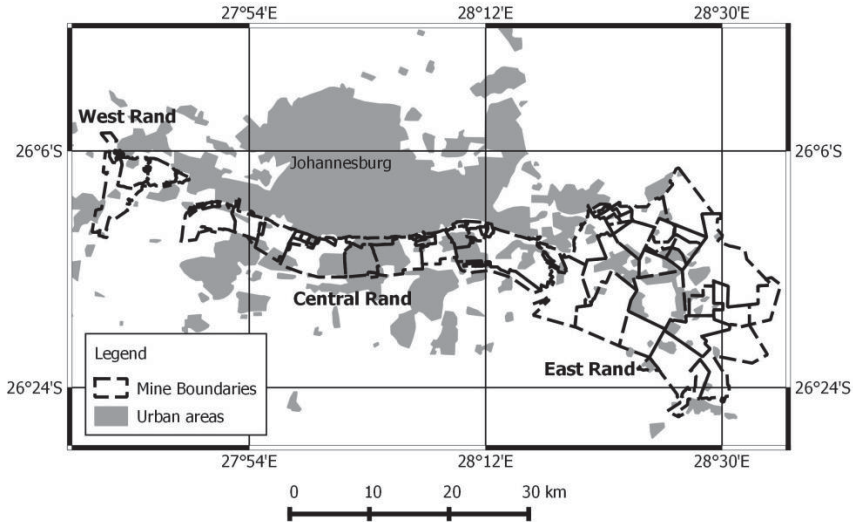 27°54'E 28°12'E 28°30'E
West Rand
26°6'S 26°6'S
Johannesburg
Central Rand
Legend
East Rand
Mine Boundaries
26°24'S 26°24'S
Urban areas
27°54'E 28°12'E 28°30'E
0 10 20 30 km